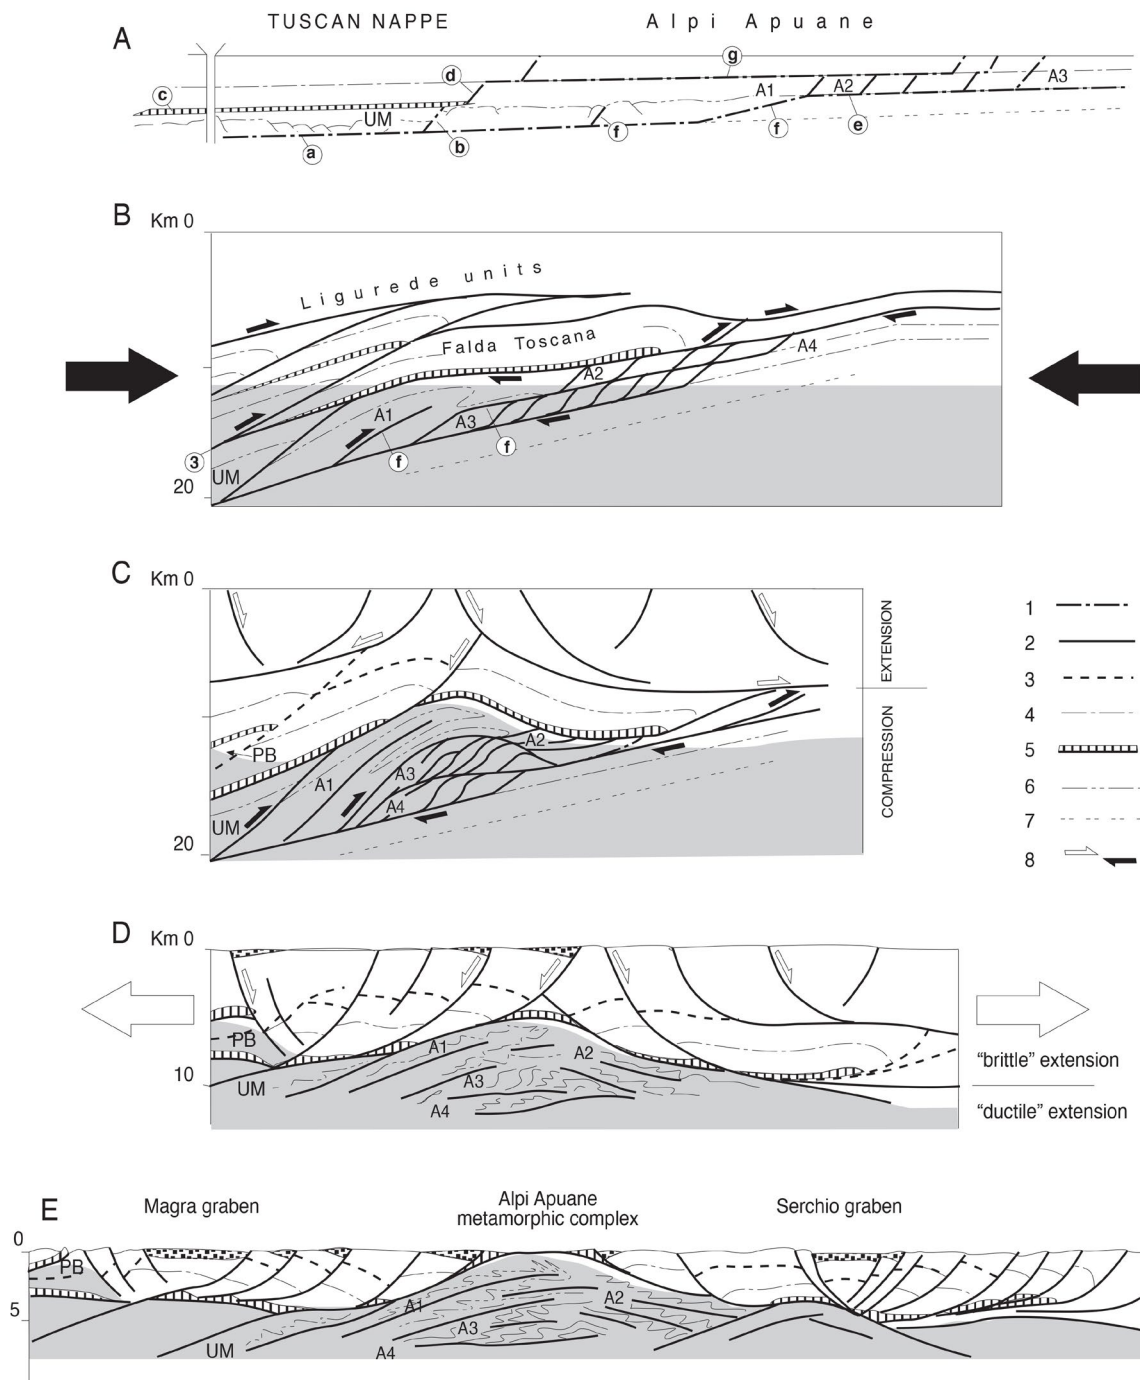 A
TUSCAN NAPPE
Alpi Apuane
c
d
g
A1
A2
A3
UM
a
b
f
f
e
B
Km 0
Ligurede units
Falda Toscana
A4
A2
A1
A3
f
f
3
UM
20
C
Km 0
EXTENSION
COMPRESSION
PB
A2
A1
A3
A4
UM
20
1
2
3
4
5
6
7
8
D
Km 0
PB
A1
A2
A3
A4
UM
10
"brittle" extension
"ductile" extension
E
Magra graben
Alpi Apuane
metamorphic complex
Serchio graben
0
PB
A1
A2
5
A3
UM
A4